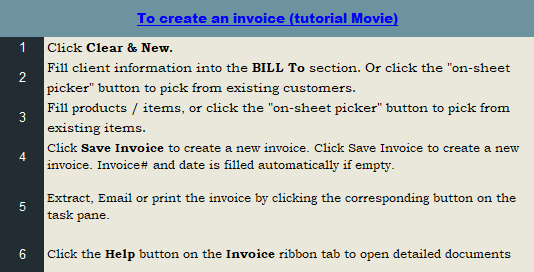 To create an invoice (tutorial Movie)
1 Click Clear & New.
2 Fill client information into the BILL To section. Or click the "on-sheet
picker" button to pick from existing customers.
3 Fill products / items, or click the "on-sheet picker" button to pick from
existing items.
4 Click Save Invoice to create a new invoice. Click Save Invoice to create a new
invoice. Invoice# and date is filled automatically if empty.
5 Extract, Email or print the invoice by clicking the corresponding button on the
task pane.
6 Click the Help button on the Invoice ribbon tab to open detailed documents